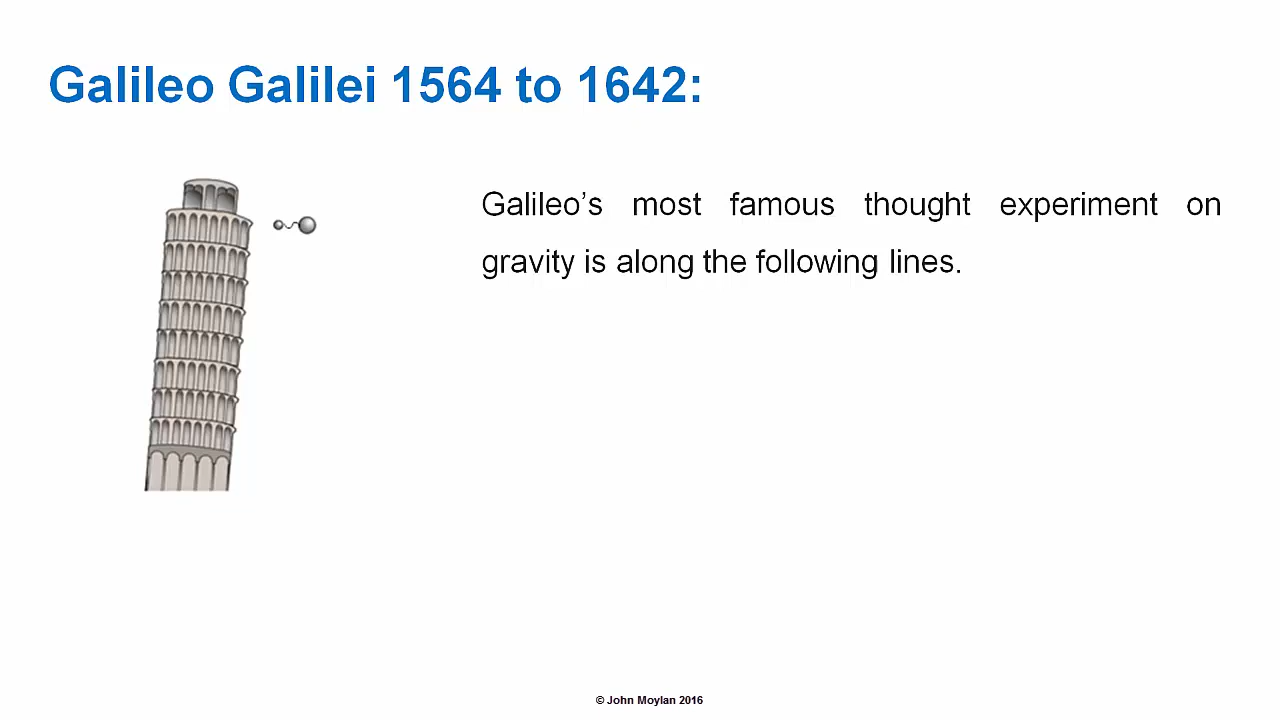 Galileo Galilei 1564 to 1642:
Galileo’s most famous thought experiment on
gravity is along the following lines.
© John Moylan 2016